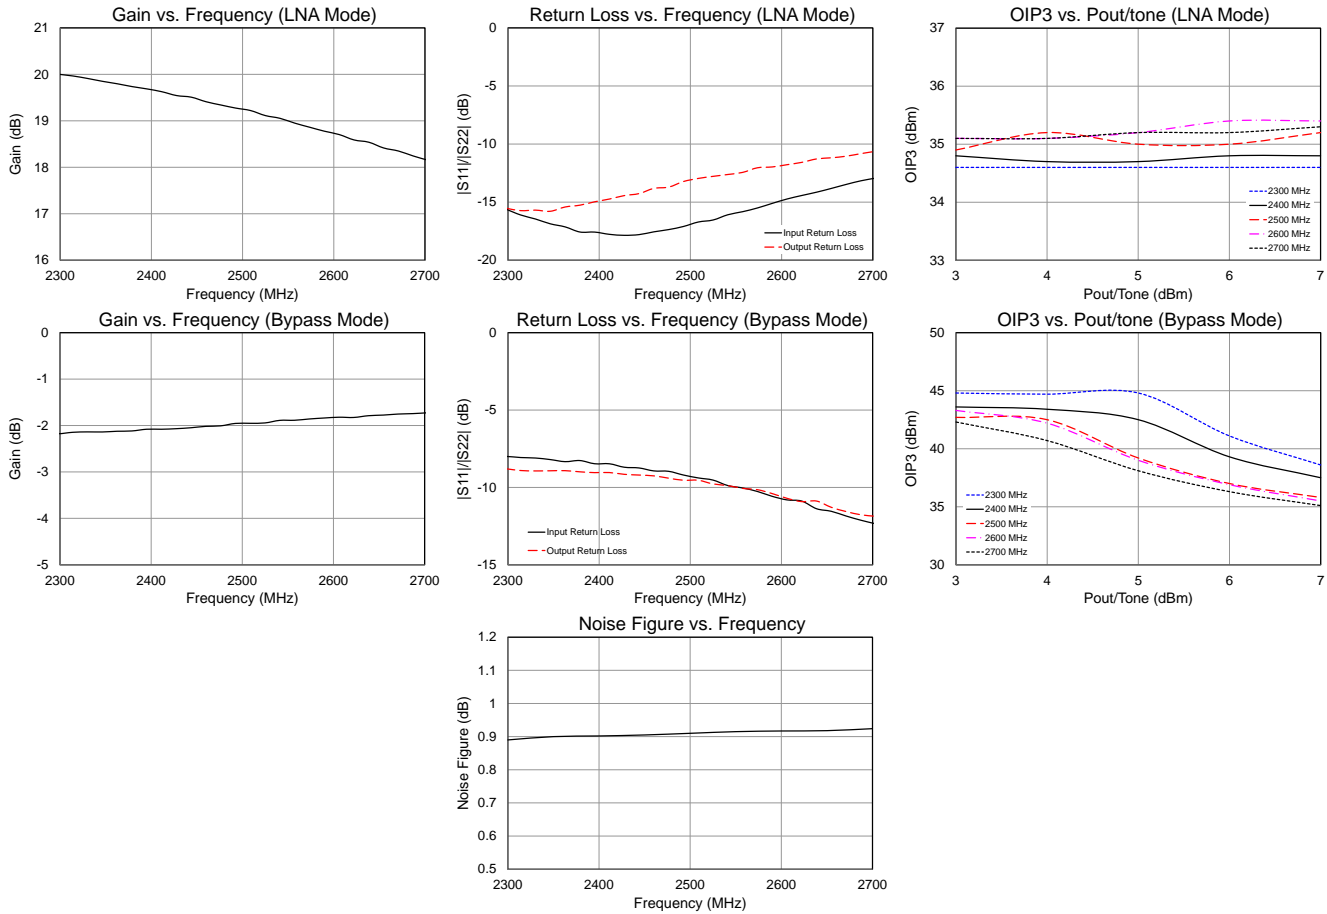 Gain vs. Frequency (LNA Mode)
21
20
19
18
17
16
Gain (dB)
2300 2400 2500 2600 2700
Frequency (MHz)
Return Loss vs. Frequency (LNA Mode)
0
-5
-10
-15
-20
|S11|/|S22| (dB)
Input Return Loss
Output Return Loss
2300 2400 2500 2600 2700
Frequency (MHz)
OIP3 vs. Pout/tone (LNA Mode)
37
36
35
34
33
OIP3 (dBm)
2300 MHz
2400 MHz
2500 MHz
2600 MHz
2700 MHz
3 4 5 6 7
Pout/Tone (dBm)
Gain vs. Frequency (Bypass Mode)
0
-1
-2
-3
-4
-5
Gain (dB)
2300 2400 2500 2600 2700
Frequency (MHz)
Return Loss vs. Frequency (Bypass Mode)
0
-5
-10
-15
|S11|/|S22| (dB)
Input Return Loss
Output Return Loss
2300 2400 2500 2600 2700
Frequency (MHz)
OIP3 vs. Pout/tone (Bypass Mode)
50
45
40
35
30
OIP3 (dBm)
2300 MHz
2400 MHz
2500 MHz
2600 MHz
2700 MHz
3 4 5 6 7
Pout/Tone (dBm)
Noise Figure vs. Frequency
1.2
1.1
1
0.9
0.8
0.7
0.6
0.5
Noise Figure (dB)
2300 2400 2500 2600 2700
Frequency (MHz)